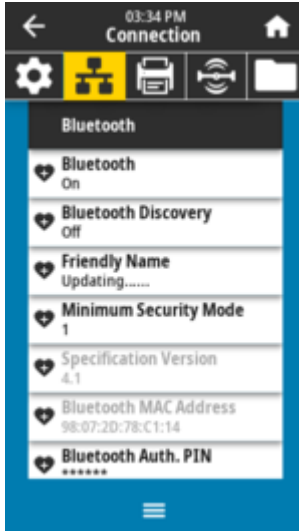 03:34 PM
Connection
Bluetooth
Bluetooth
On
Bluetooth Discovery
Off
Friendly Name
Updating......
Minimum Security Mode
1
Specification Version
4.1
Bluetooth MAC Address
98:07:2D:78:C1:14
Bluetooth Auth. PIN
******